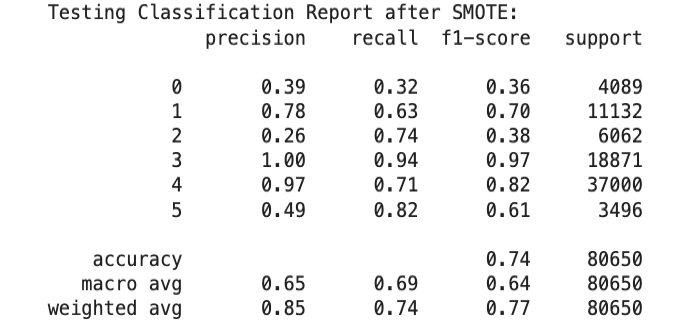 Testing Classification Report after SMOTE:
precision recall f1-score support
0 0.39 0.32 0.36 4089
1 0.78 0.63 0.70 11132
2 0.26 0.74 0.38 6062
3 1.00 0.94 0.97 18871
4 0.97 0.71 0.82 37000
5 0.49 0.82 0.61 3496
accuracy 0.74 80650
macro avg 0.65 0.69 0.64 80650
weighted avg 0.85 0.74 0.77 80650